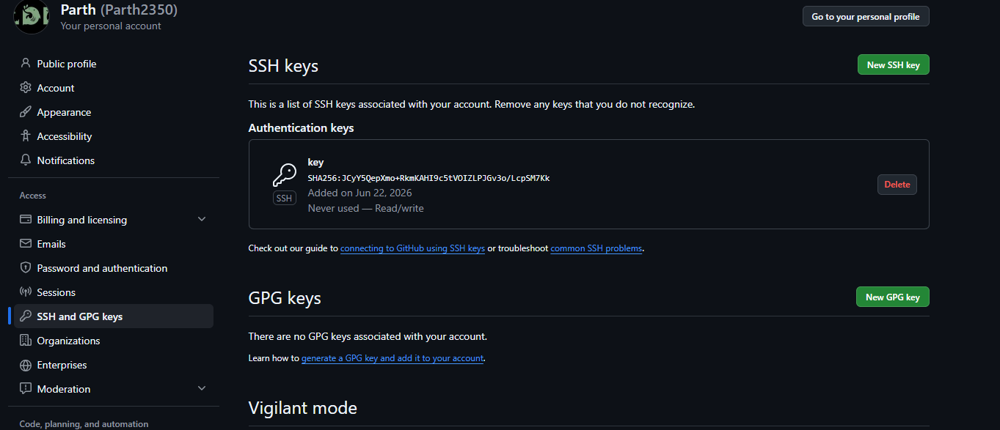 Parth (Parth2350)
Your personal account
Go to your personal profile
Public profile
Account
Appearance
Accessibility
Notifications
Access
Billing and licensing
Emails
Password and authentication
Sessions
SSH and GPG keys
Organizations
Enterprises
Moderation
Code, planning, and automation
SSH keys
New SSH key
This is a list of SSH keys associated with your account. Remove any keys that you do not recognize.
Authentication keys
key
SHA256:JCyY5QepXmo+RkmKAHI9c5tVOIZLPJGv3o/LcpSM7Kk
Added on Jun 22, 2026
Never used — Read/write
SSH
Delete
Check out our guide to connecting to GitHub using SSH keys or troubleshoot common SSH problems.
GPG keys
New GPG key
There are no GPG keys associated with your account.
Learn how to generate a GPG key and add it to your account.
Vigilant mode